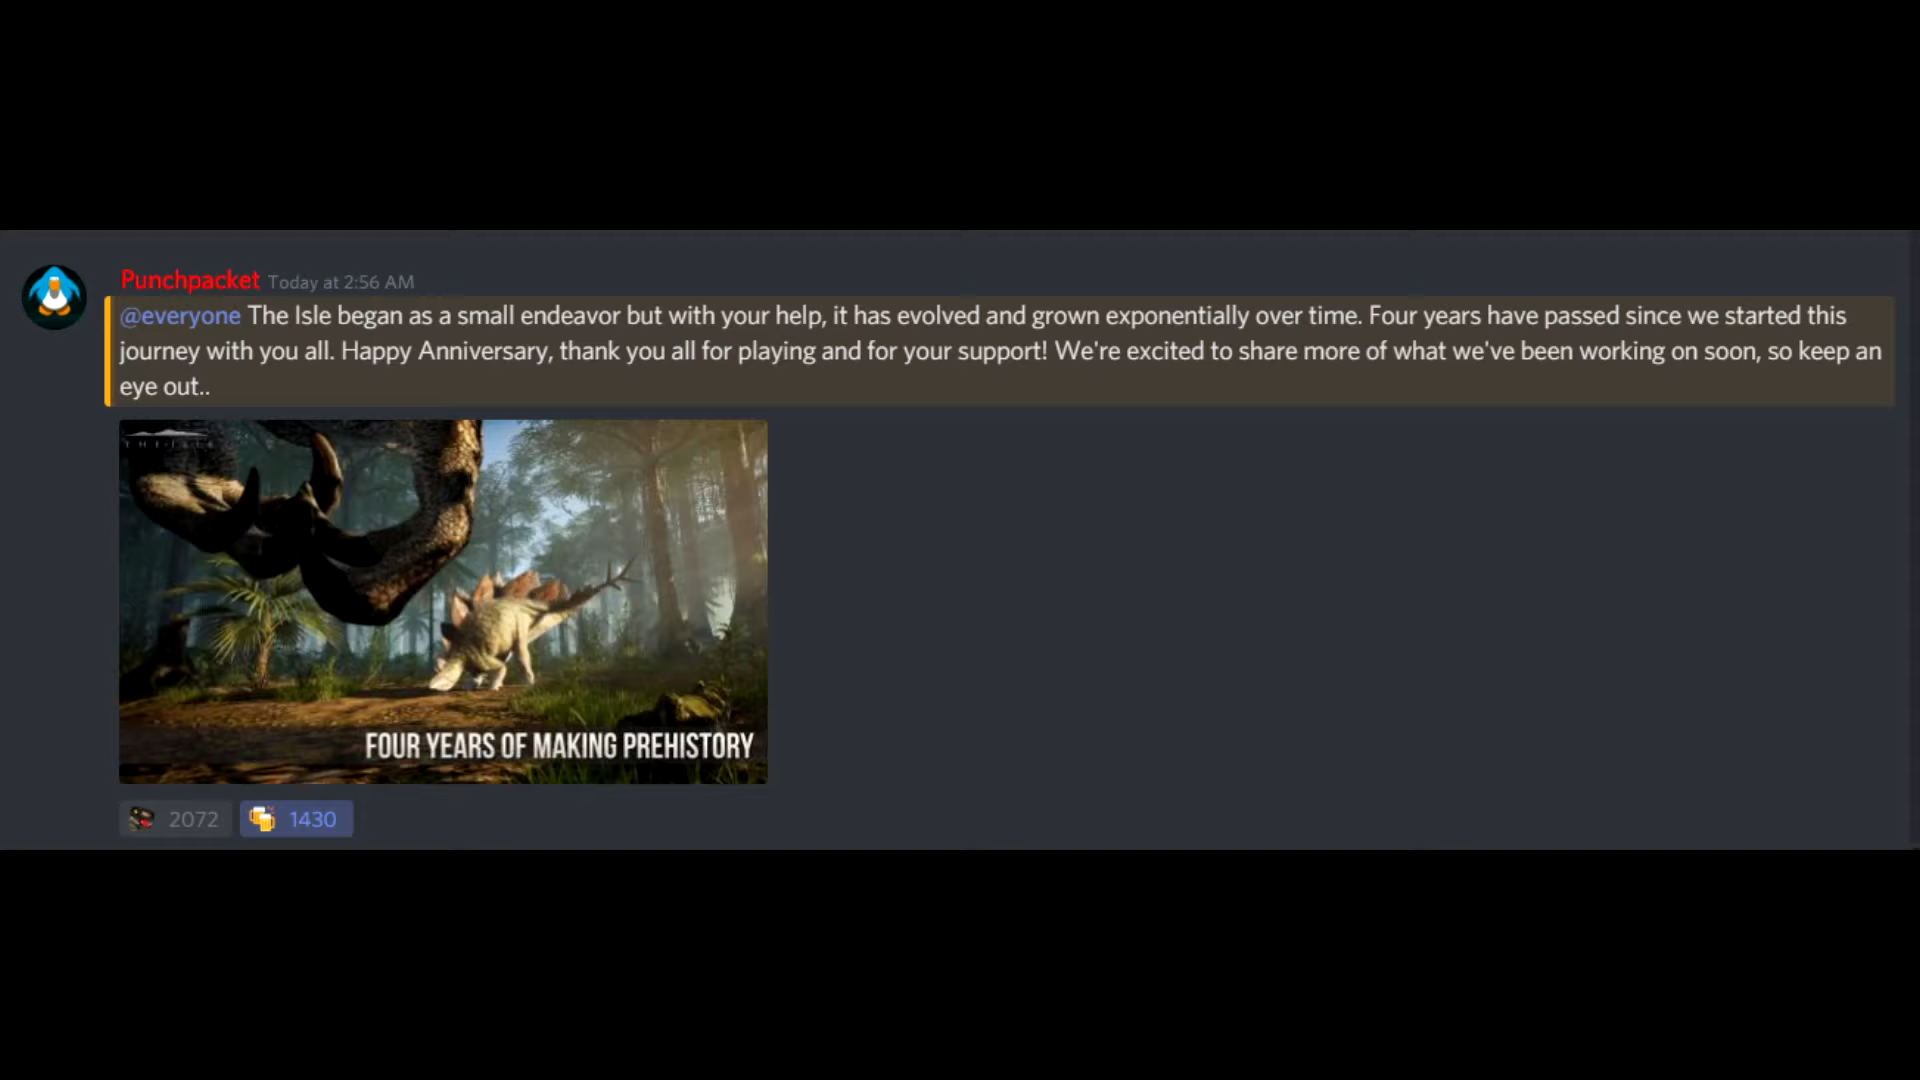 Punchpacket Today at 2:56 AM
@everyone The Isle began as a small endeavor but with your help, it has evolved and grown exponentially over time. Four years have passed since we started this
journey with you all. Happy Anniversary, thank you all for playing and for your support! We're excited to share more of what we've been working on soon, so keep an
eye out..
THE ISLE
FOUR YEARS OF MAKING PREHISTORY
2072 1430